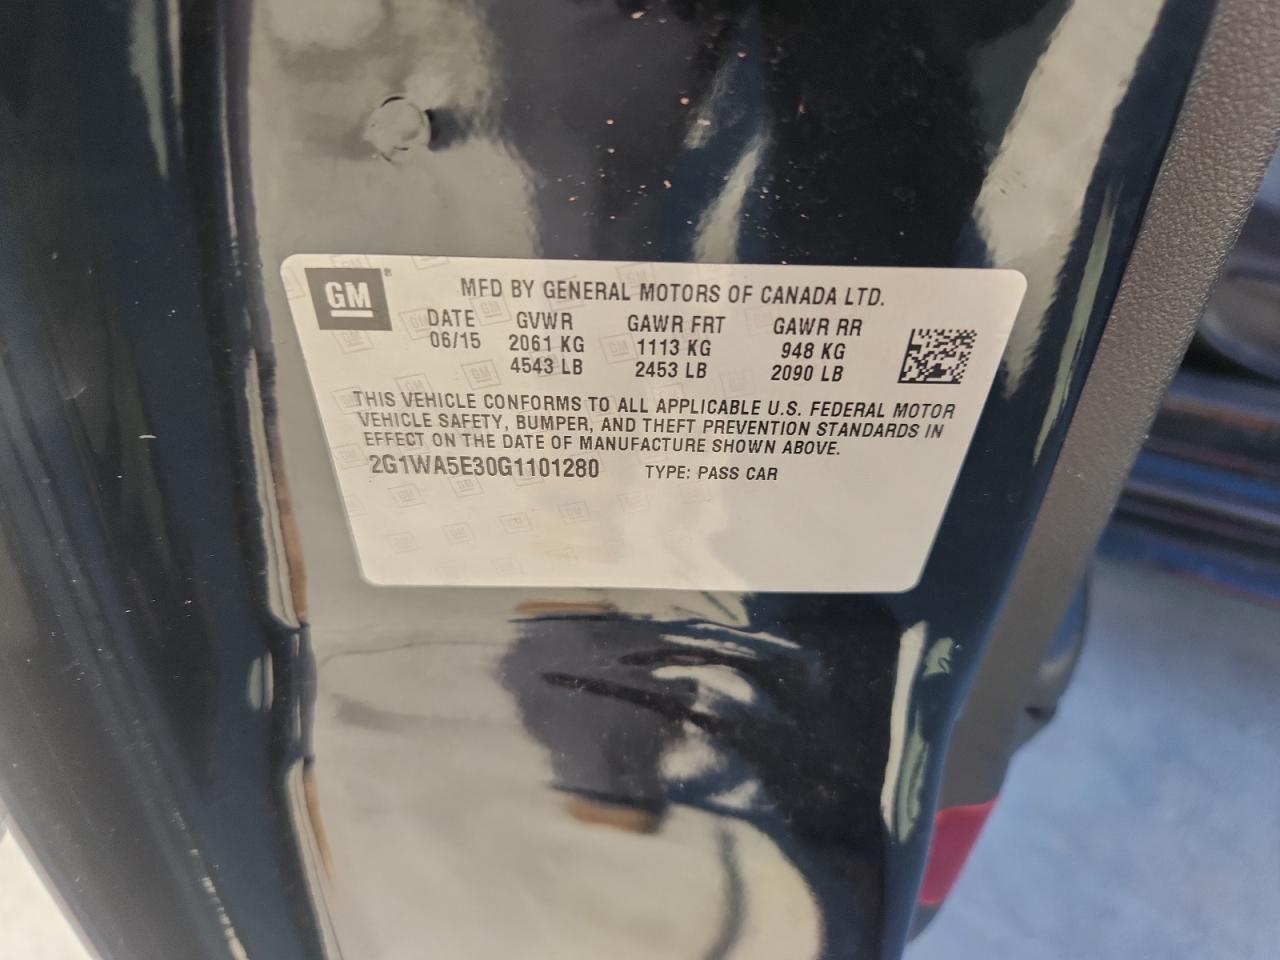 GM
MFD BY GENERAL MOTORS OF CANADA LTD.
DATE GVWR GAWR FRT GAWR RR
06/15 2061 KG 1113 KG 948 KG
4543 LB 2453 LB 2090 LB
THIS VEHICLE CONFORMS TO ALL APPLICABLE U.S. FEDERAL MOTOR
VEHICLE SAFETY, BUMPER, AND THEFT PREVENTION STANDARDS IN
EFFECT ON THE DATE OF MANUFACTURE SHOWN ABOVE.
2G1WA5E30G1101280 TYPE: PASS CAR